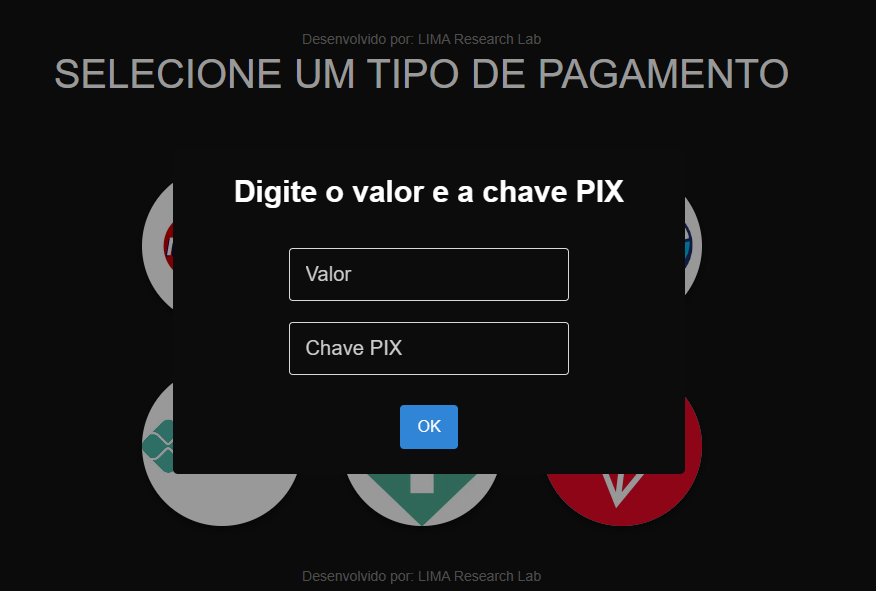 Desenvolvido por: LIMA Research Lab
SELECIONE UM TIPO DE PAGAMENTO
Digite o valor e a chave PIX
Valor
Chave PIX
OK
Desenvolvido por: LIMA Research Lab